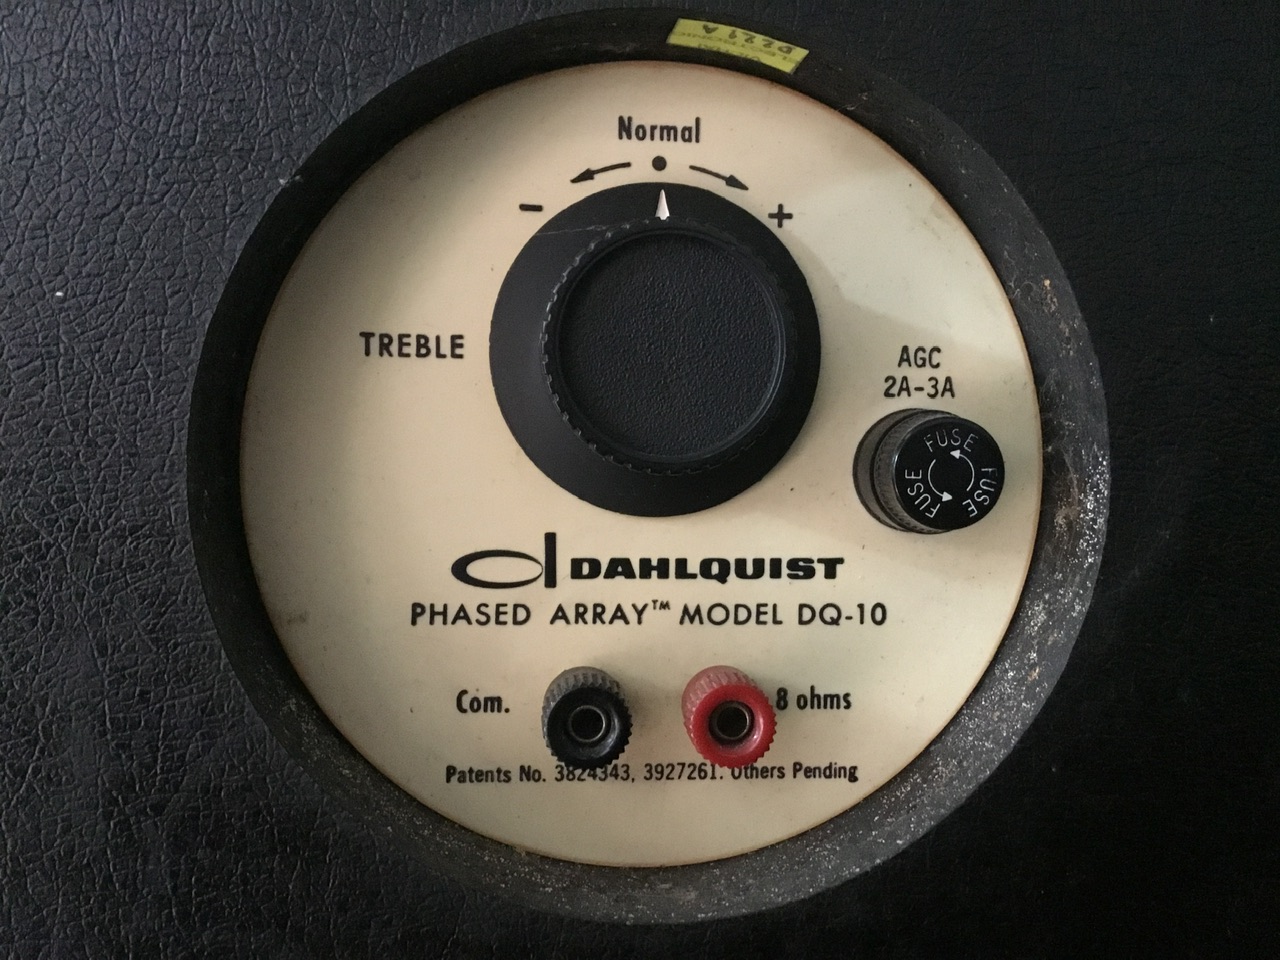 Normal
- +
TREBLE
AGC
2A-3A
FUSE
FUSE
FUSE
DAHLQUIST
PHASED ARRAY™ MODEL DQ-10
Com. 8 ohms
Patents No. 3824343, 3927261. Others Pending